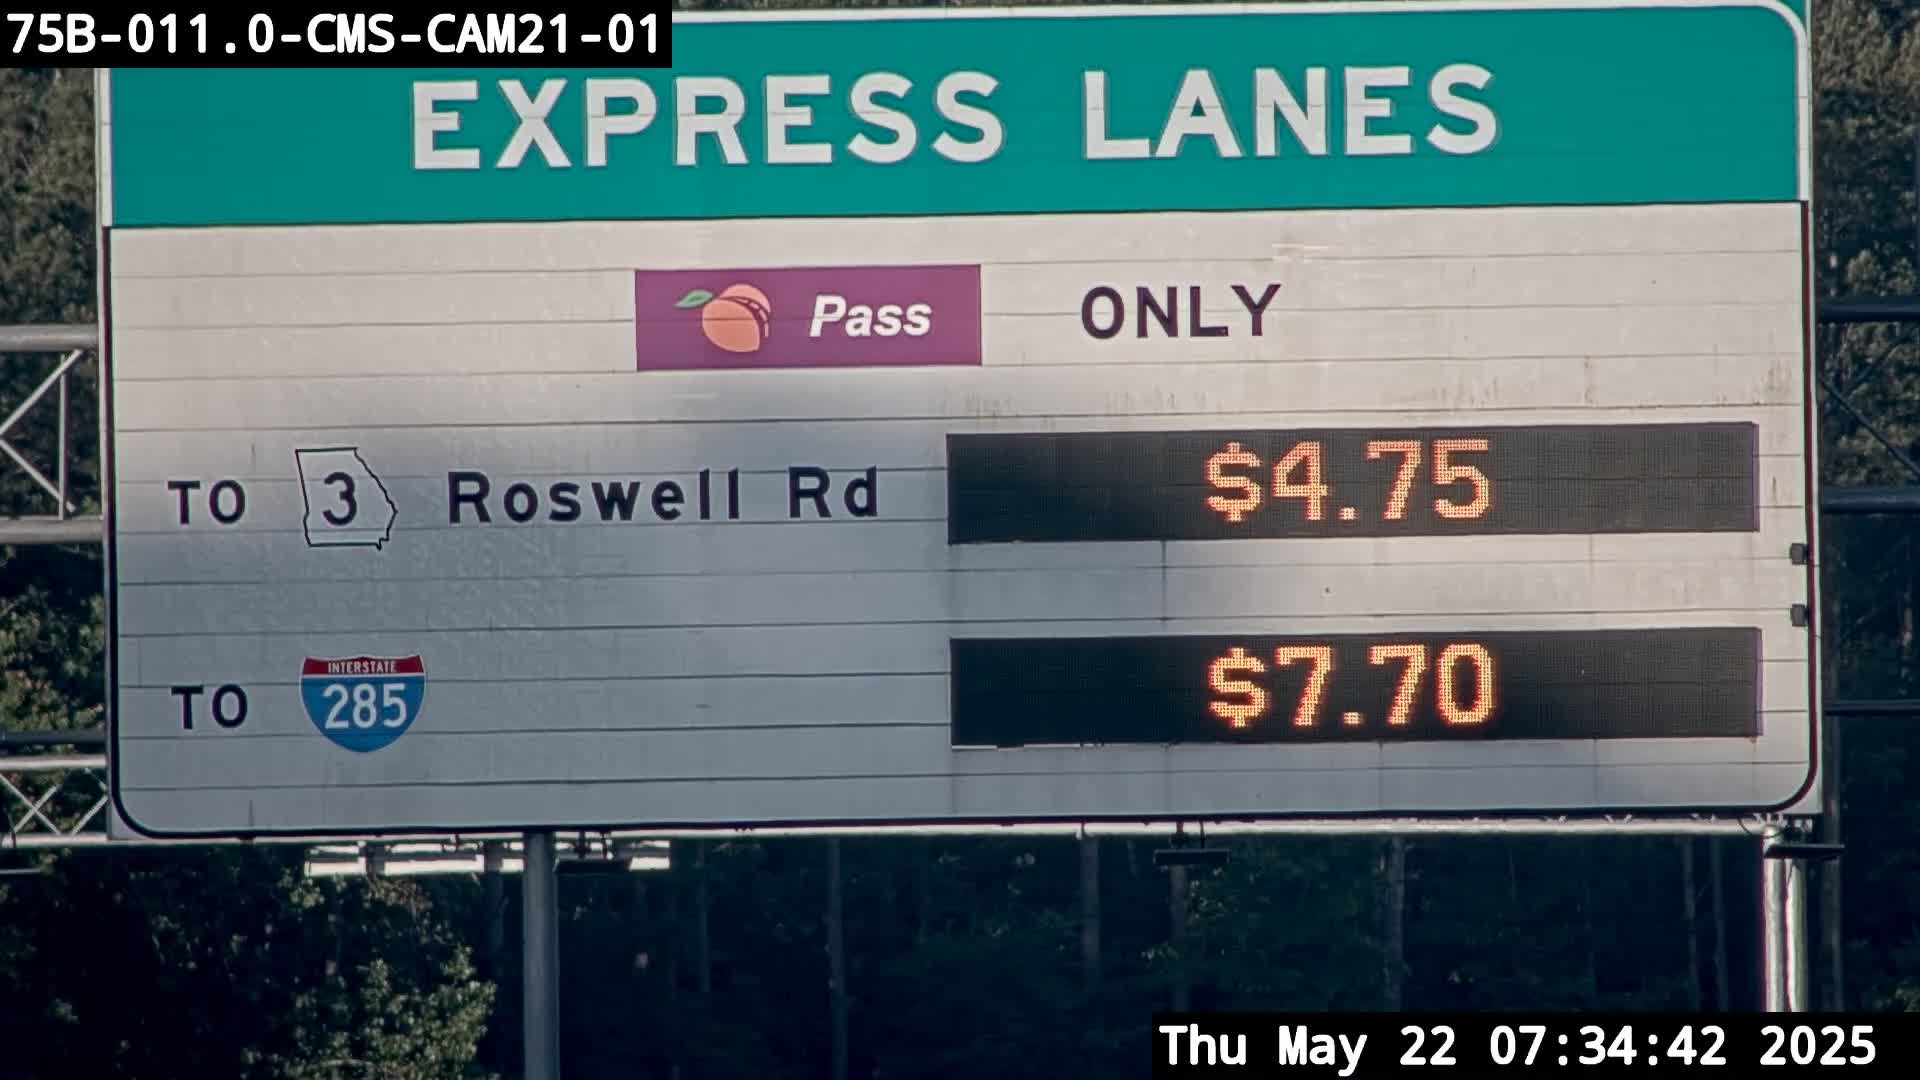 75B-011.0-CMS-CAM21-01
EXPRESS LANES
Pass ONLY
TO 3 Roswell Rd $4.75
INTERSTATE
TO 285 $7.70
Thu May 22 07:34:42 2025